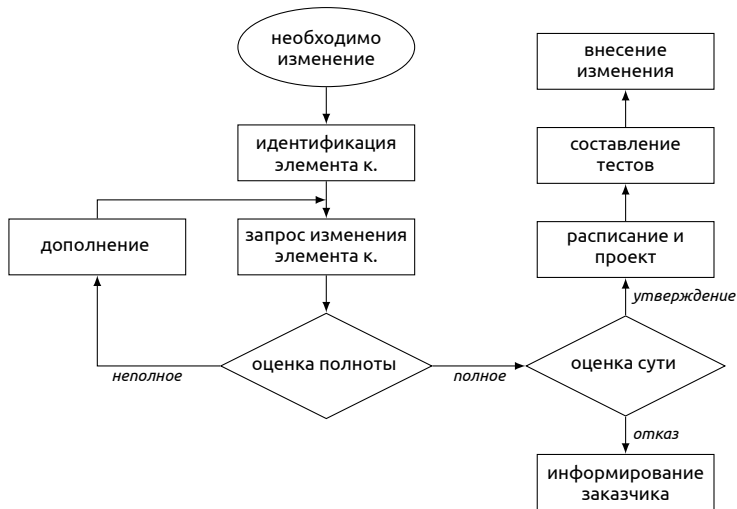 необходимо
изменение
идентификация
элемента к.
запрос изменения
элемента к.
дополнение
оценка полноты
неполное
полное
оценка сути
утверждение
расписание и
проект
составление
тестов
внесение
изменения
отказ
информирование
заказчика